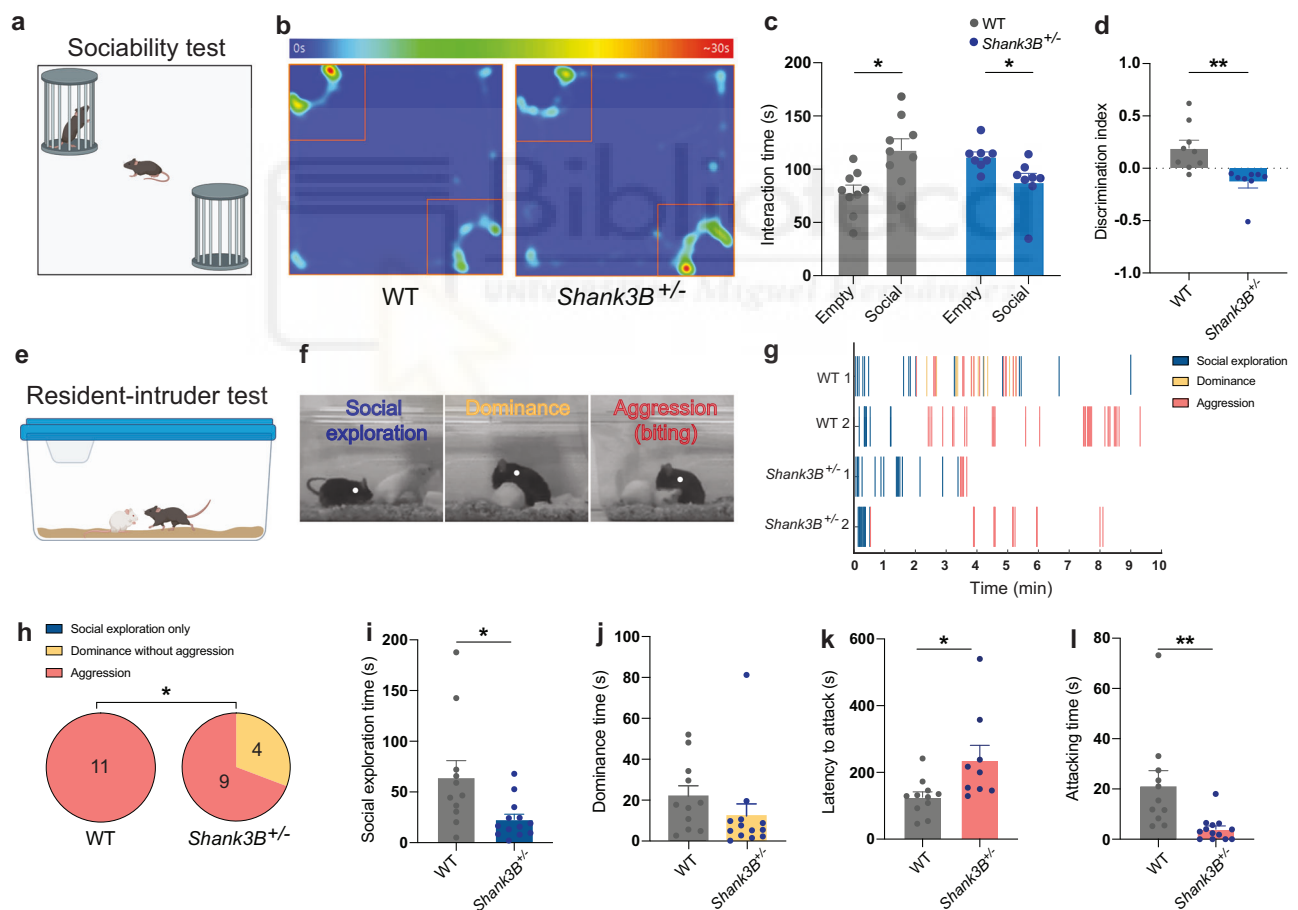 a
Sociability test
b
0s
~30s
WT
Shank3B+/-
c
WT
Shank3B+/-
Interaction time (s)
200
150
100
50
0
*
*
Empty
Social
Empty
Social
d
Discrimination index
1.0
0.5
0.0
-0.5
-1.0
**
WT
Shank3B+/-
Biblioteca
UNIVERSITAS Miguel Hernández
e
Resident-intruder test
f
Social
exploration
Dominance
Aggression
(biting)
g
WT 1
WT 2
Shank3B+/- 1
Shank3B+/- 2
0 1 2 3 4 5 6 7 8 9 10
Time (min)
Social exploration
Dominance
Aggression
h
Social exploration only
Dominance without aggression
Aggression
*
11
9
4
WT
Shank3B+/-
i
Social exploration time (s)
200
150
100
50
0
*
WT
Shank3B+/-
j
Dominance time (s)
100
80
60
40
20
0
WT
Shank3B+/-
k
Latency to attack (s)
600
400
200
0
*
WT
Shank3B+/-
l
Attacking time (s)
80
60
40
20
0
**
WT
Shank3B+/-